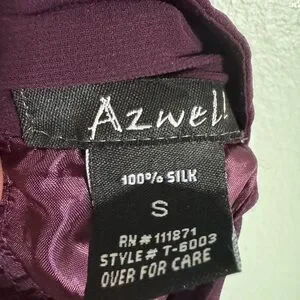 Azwell
100% SILK
S
RN # 111871
STYLE # T-6003
OVER FOR CARE